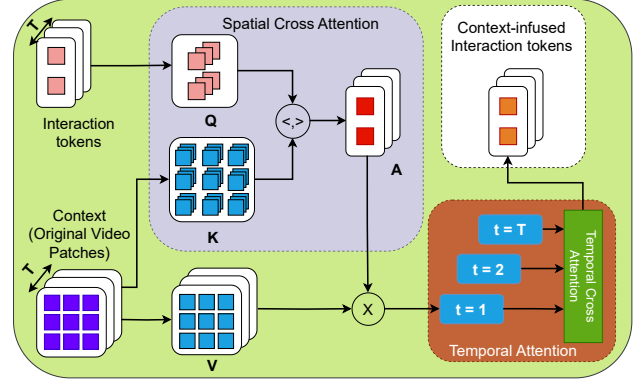 T
Spatial Cross Attention
Context-infused
Interaction tokens
Q
<,>
Interaction
tokens
A
K
Context
(Original Video
Patches)
T
t = T
t = 2
t = 1
Temporal Cross
Attention
X
V
Temporal Attention